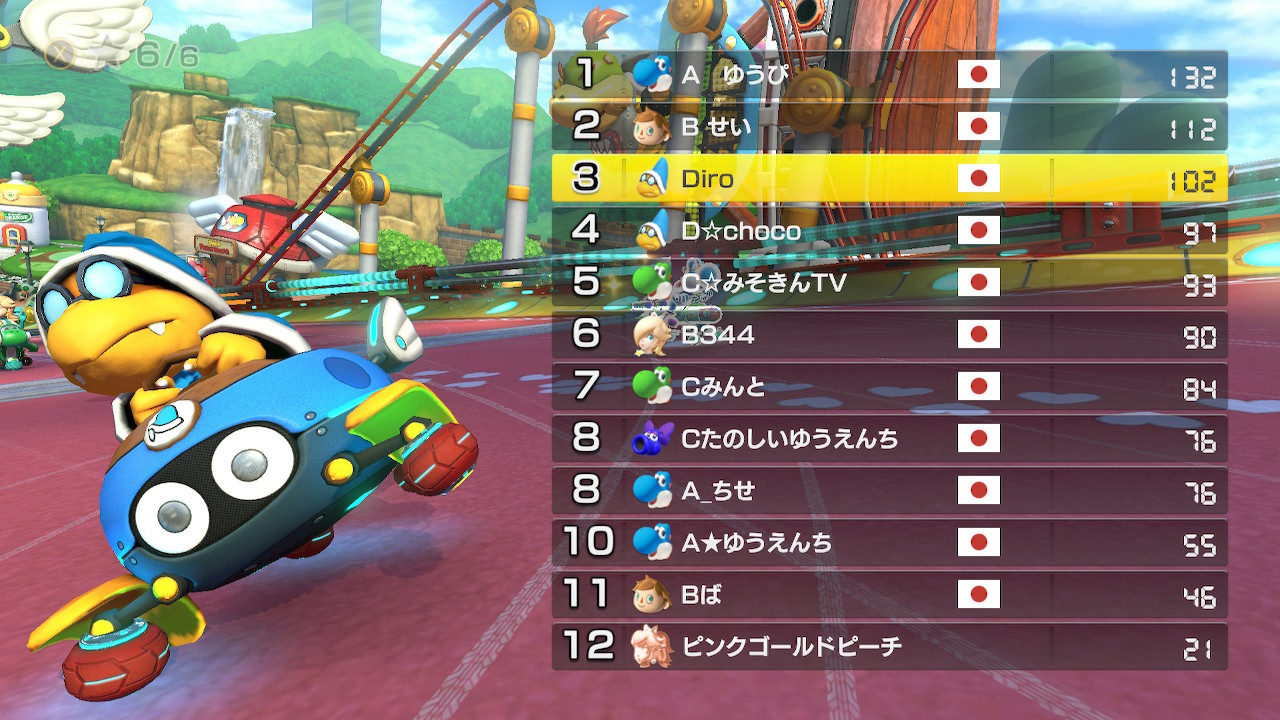 X 6/6
1 A ゆうぴ 132
2 B せい 112
3 Diro 102
4 D☆choco 97
5 C☆みそきんTV 93
6 B344 90
7 Cみんと 84
8 Cたのしいゆうえんち 76
8 A_ちせ 76
10 A★ゆうえんち 55
11 Bば 46
12 ピンクゴールドピーチ 21